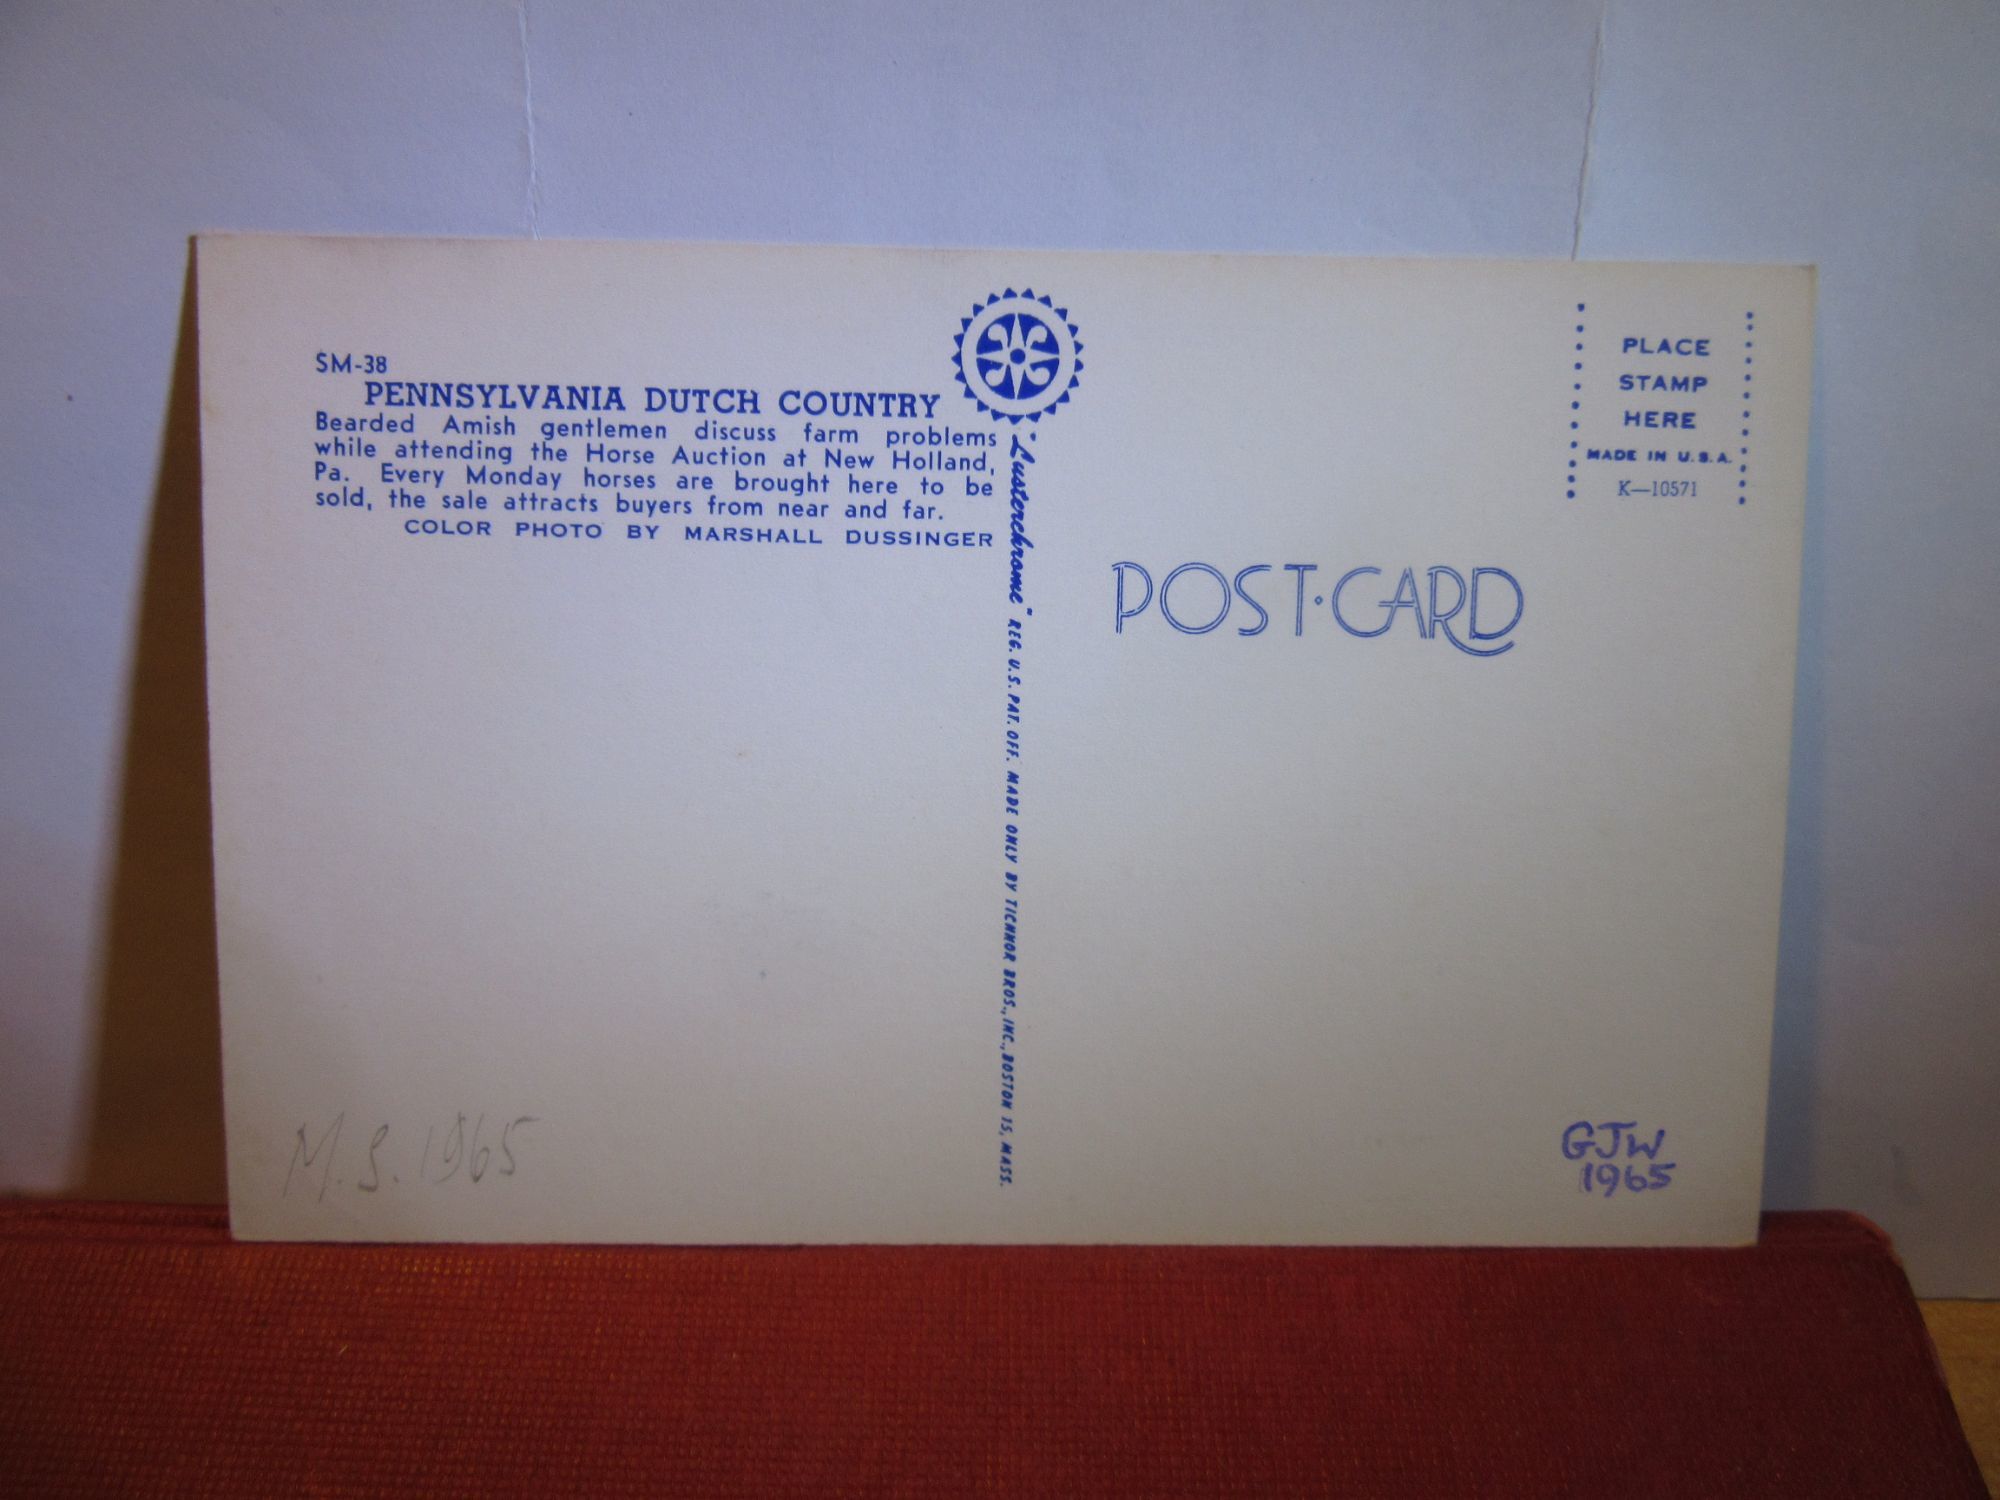 SM-38
PENNSYLVANIA DUTCH COUNTRY
Bearded Amish gentlemen discuss farm problems
while attending the Horse Auction at New Holland,
Pa. Every Monday horses are brought here to be
sold, the sale attracts buyers from near and far.
COLOR PHOTO BY MARSHALL DUSSINGER
M.S. 1965
"Lusterchrome" REG. U.S. PAT. OFF. MADE ONLY BY TICHNOR BROS., INC., BOSTON 15, MASS.
PLACE
STAMP
HERE
MADE IN U.S.A.
K—10571
POST·CARD
GJW
1965